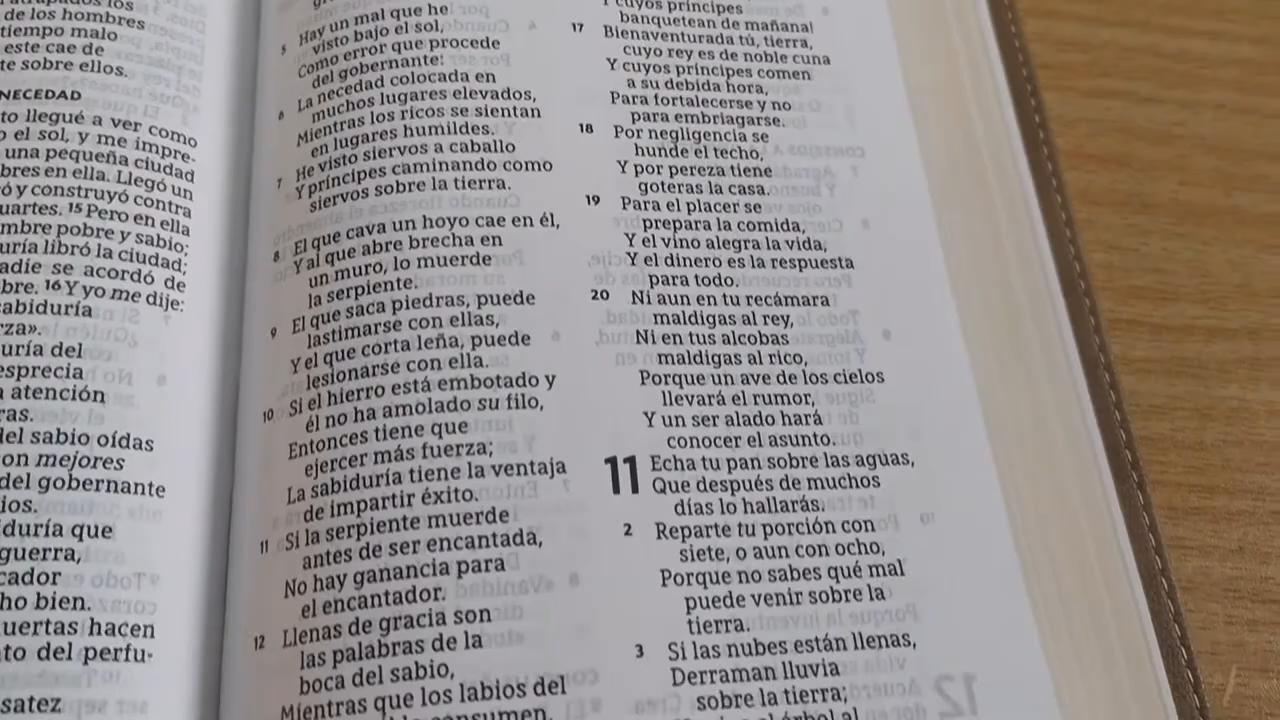 los
de los hombres
tiempo malo
este cae de
te sobre ellos.
NECEDAD
to llegué a ver como
o el sol, y me impre-
una pequeña ciudad
bres en ella. Llegó un
ó y construyó contra
uartes. 15 Pero en ella
mbre pobre y sabio;
uría libró la ciudad;
adie se acordó de
bre. 16 Y yo me dije:
sabiduría
rza».
uría del
esprecia
a atención
ras.
del sabio oídas
on mejores
del gobernante
ios.
iduría que
guerra,
cador
ho bien.
uertas hacen
to del perfu-
satez
5 Hay un mal que he
visto bajo el sol,
Como error que procede
del gobernante:
6 La necedad colocada en
muchos lugares elevados,
Mientras los ricos se sientan
en lugares humildes.
7 He visto siervos a caballo
Y príncipes caminando como
siervos sobre la tierra.
8 El que cava un hoyo cae en él,
Y al que abre brecha en
un muro, lo muerde
la serpiente.
9 El que saca piedras, puede
lastimarse con ellas,
Y el que corta leña, puede
lesionarse con ella.
10 Si el hierro está embotado y
él no ha amolado su filo,
Entonces tiene que
ejercer más fuerza;
La sabiduría tiene la ventaja
de impartir éxito.
11 Si la serpiente muerde
antes de ser encantada,
No hay ganancia para
el encantador.
12 Llenas de gracia son
las palabras de la
boca del sabio,
Mientras que los labios del
consumen.
Y cuyos príncipes
banquetean de mañana!
17 Bienaventurada tú, tierra,
cuyo rey es de noble cuna
Y cuyos príncipes comen
a su debida hora,
Para fortalecerse y no
para embriagarse.
18 Por negligencia se
hunde el techo,
Y por pereza tiene
goteras la casa.
19 Para el placer se
prepara la comida,
Y el vino alegra la vida,
Y el dinero es la respuesta
para todo.
20 Ni aun en tu recámara
maldigas al rey,
Ni en tus alcobas
maldigas al rico,
Porque un ave de los cielos
llevará el rumor,
Y un ser alado hará
conocer el asunto.
11 Echa tu pan sobre las aguas,
Que después de muchos
días lo hallarás.
2 Reparte tu porción con
siete, o aun con ocho,
Porque no sabes qué mal
puede venir sobre la
tierra.
3 Si las nubes están llenas,
Derraman lluvia
sobre la tierra;
árbol al